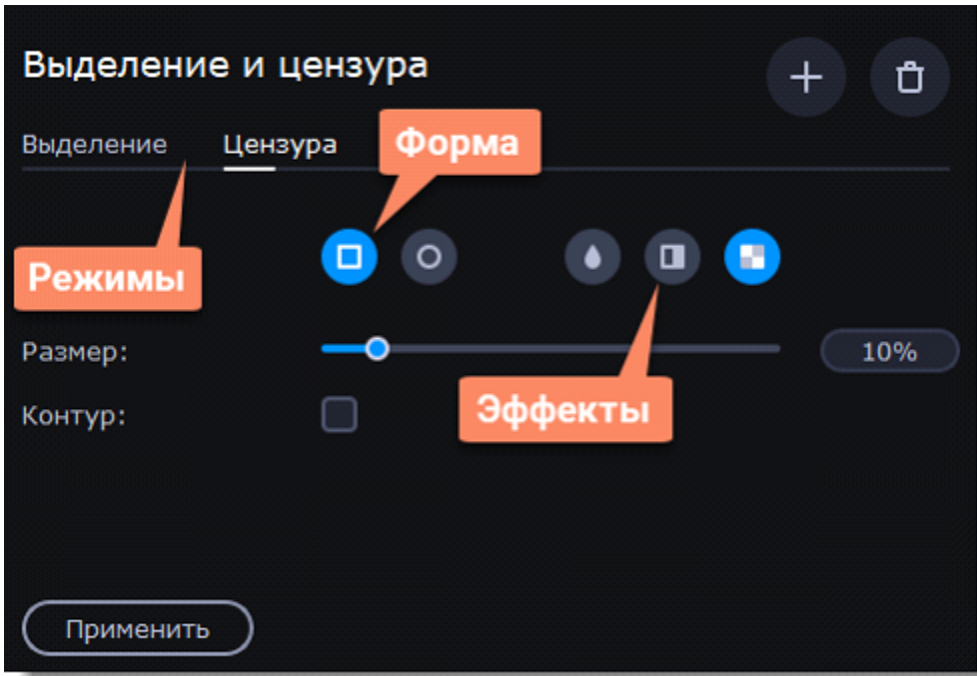 Выделение и цензура
Выделение
Цензура
Форма
Режимы
Размер:
10%
Контур:
Эффекты
Применить